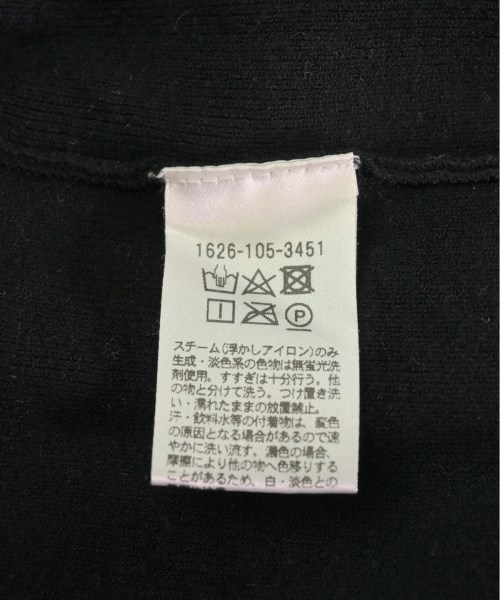 1626-105-3451
P
スチーム(浮かしアイロン)のみ
生成・淡色系の色物は無蛍光洗
剤使用。すすぎは十分行う。他
の物と分けて洗う。つけ置き洗
い・濡れたままの放置禁止。
汗・飲料水等の付着物は、変色
の原因となる場合があるので速
やかに洗い流す。濃色の場合、
摩擦により他の物へ色移りする
ことがあるため、白・淡色との